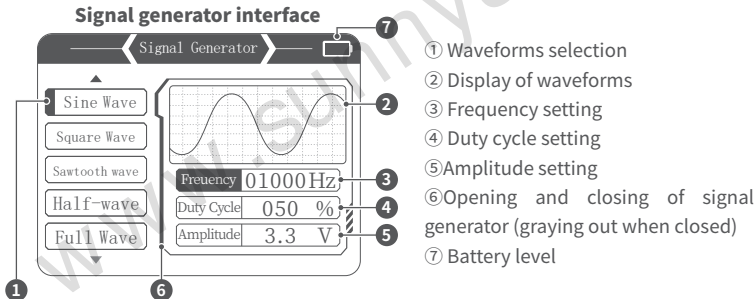 Signal generator interface
7
Signal Generator
Sine Wave
Square Wave
Sawtooth wave
Half-wave
Full Wave
Freuency 01000Hz
Duty Cycle 050 %
Amplitude 3.3 V
1
2
3
4
5
6
① Waveforms selection
② Display of waveforms
③ Frequency setting
④ Duty cycle setting
⑤Amplitude setting
⑥Opening and closing of signal
generator (graying out when closed)
⑦ Battery level